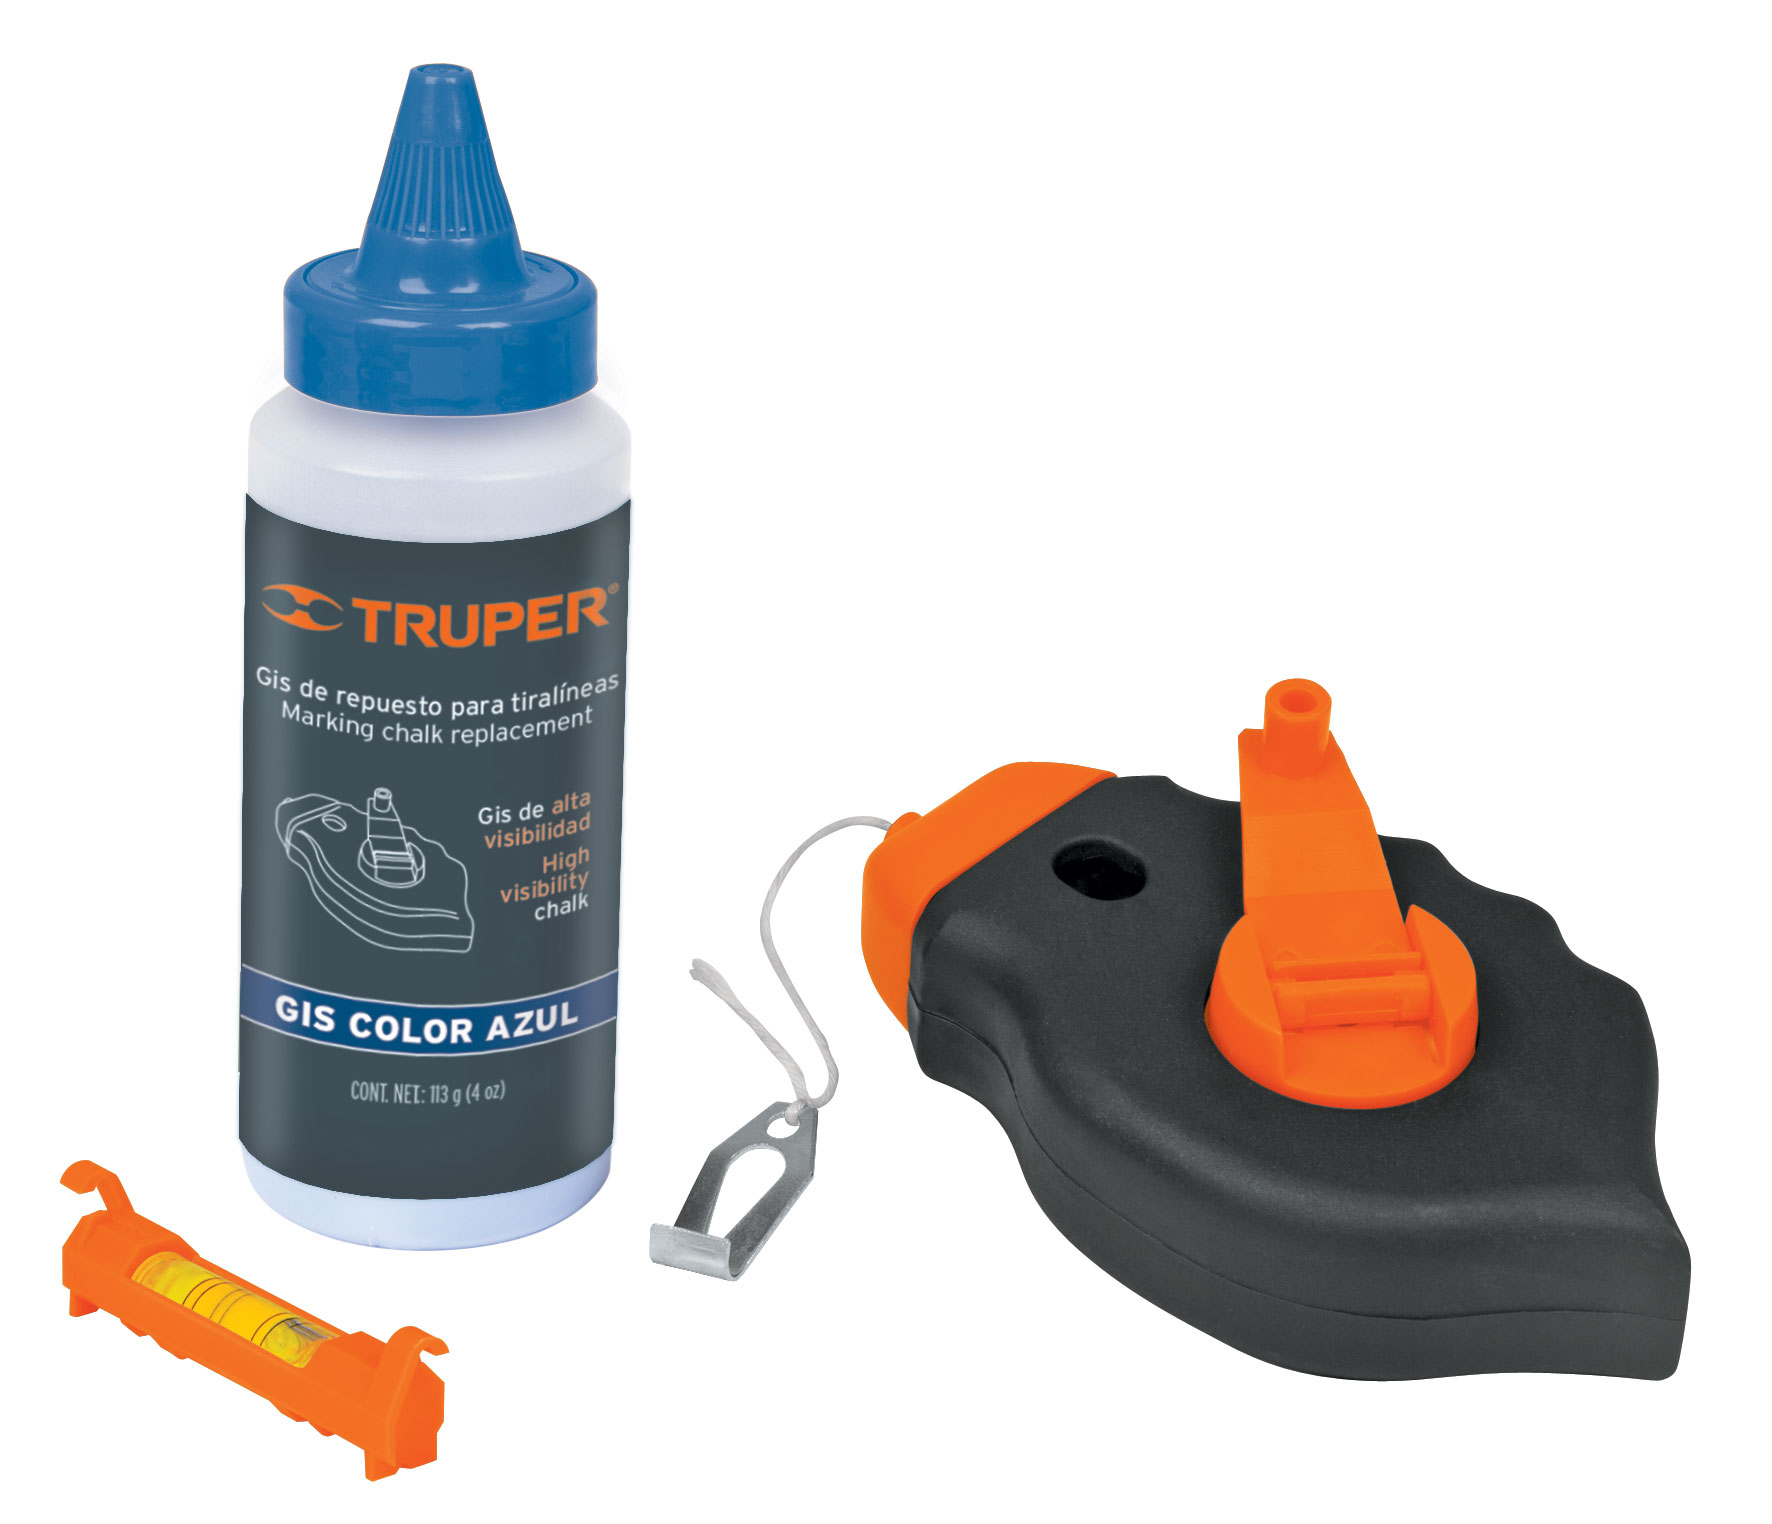 TRUPER®
Gis de repuesto para tiralíneas
Marking chalk replacement
Gis de alta
visibilidad
High
visibility
chalk
GIS COLOR AZUL
CONT. NET.: 113 g (4 oz)